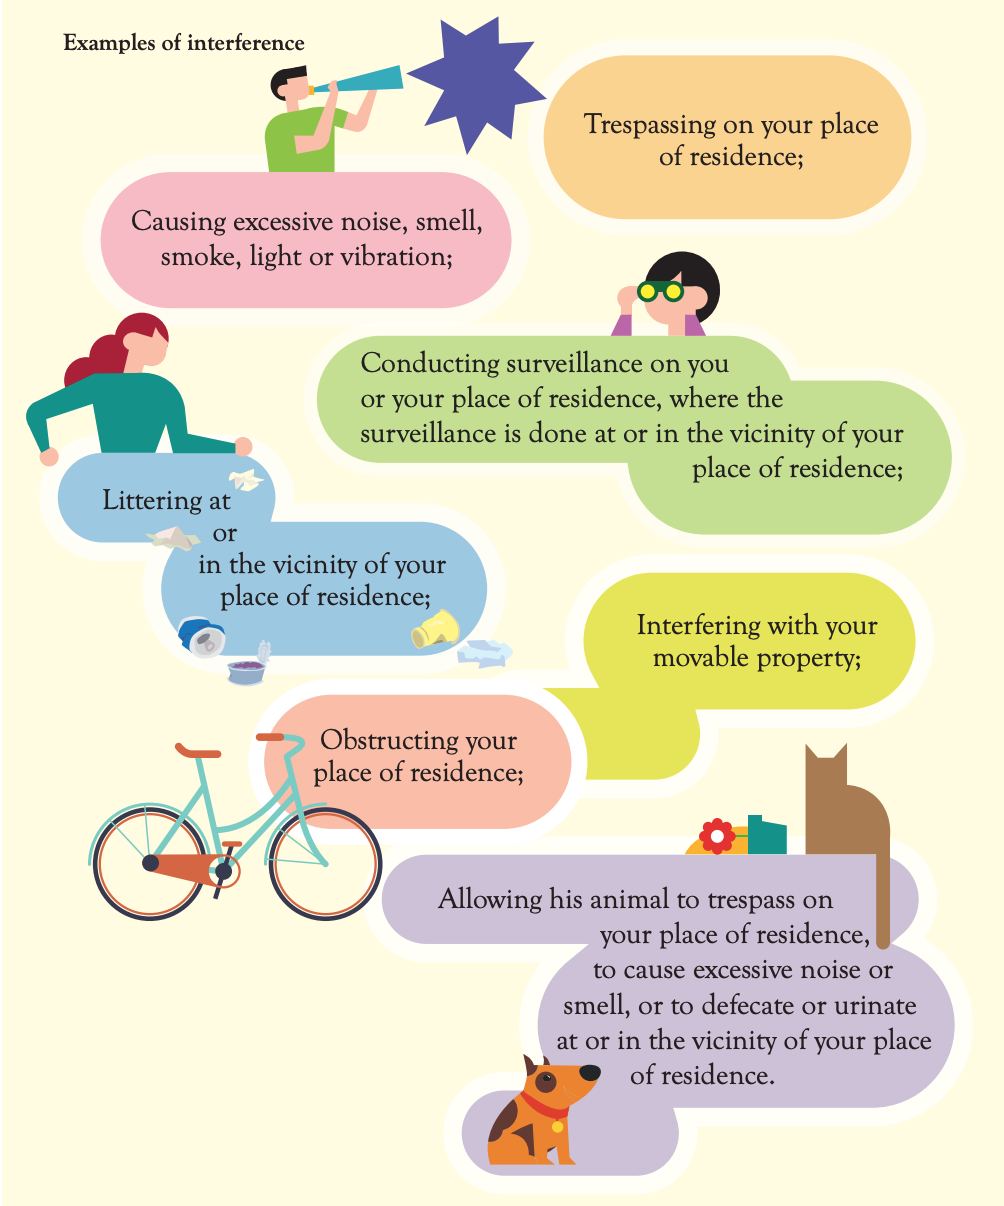 Examples of interference
Trespassing on your place
of residence;
Causing excessive noise, smell,
smoke, light or vibration;
Conducting surveillance on you
or your place of residence, where the
surveillance is done at or in the vicinity of your
place of residence;
Littering at
or
in the vicinity of your
place of residence;
Interfering with your
movable property;
Obstructing your
place of residence;
Allowing his animal to trespass on
your place of residence,
to cause excessive noise or
smell, or to defecate or urinate
at or in the vicinity of your place
of residence.